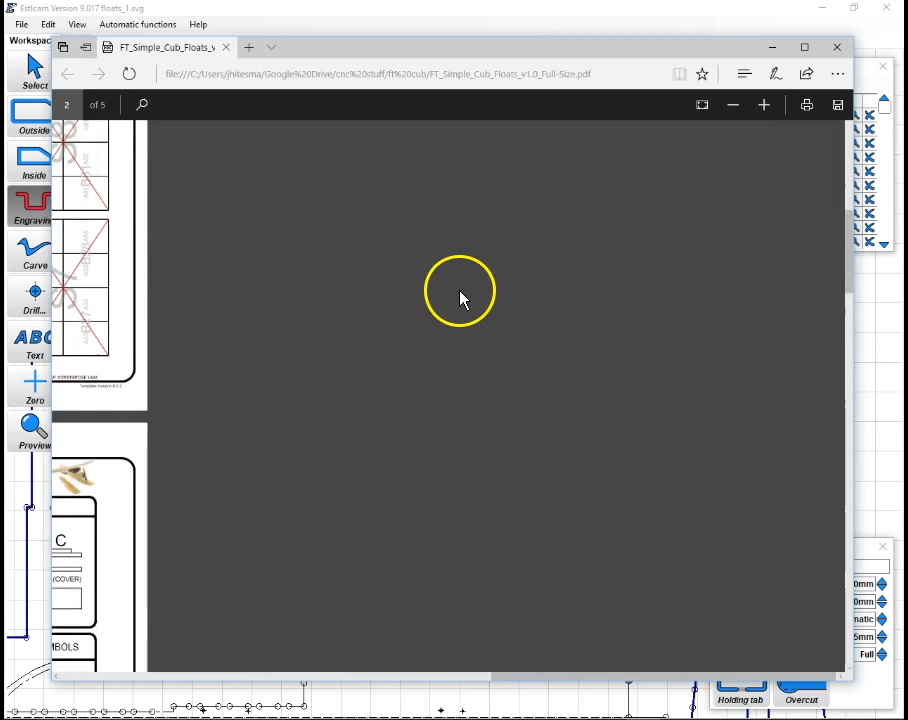 Estlcam Version 9.017 floats_1.svg
File Edit View Automatic functions Help
Workspac
Select
Outside
Inside
Engraving
Carve
Drill...
ABC
Text
Zero
Preview
FT_Simple_Cub_Floats_v
file:///C:/Users/jhitesma/Google%20Drive/cnc%20stuff/ft%20cub/FT_Simple_Cub_Floats_v1.0_Full-Size.pdf
2 of 5
C
(COVER)
MBOLS
0mm
0mm
matic
5mm
Full
Holding tab
Overcut